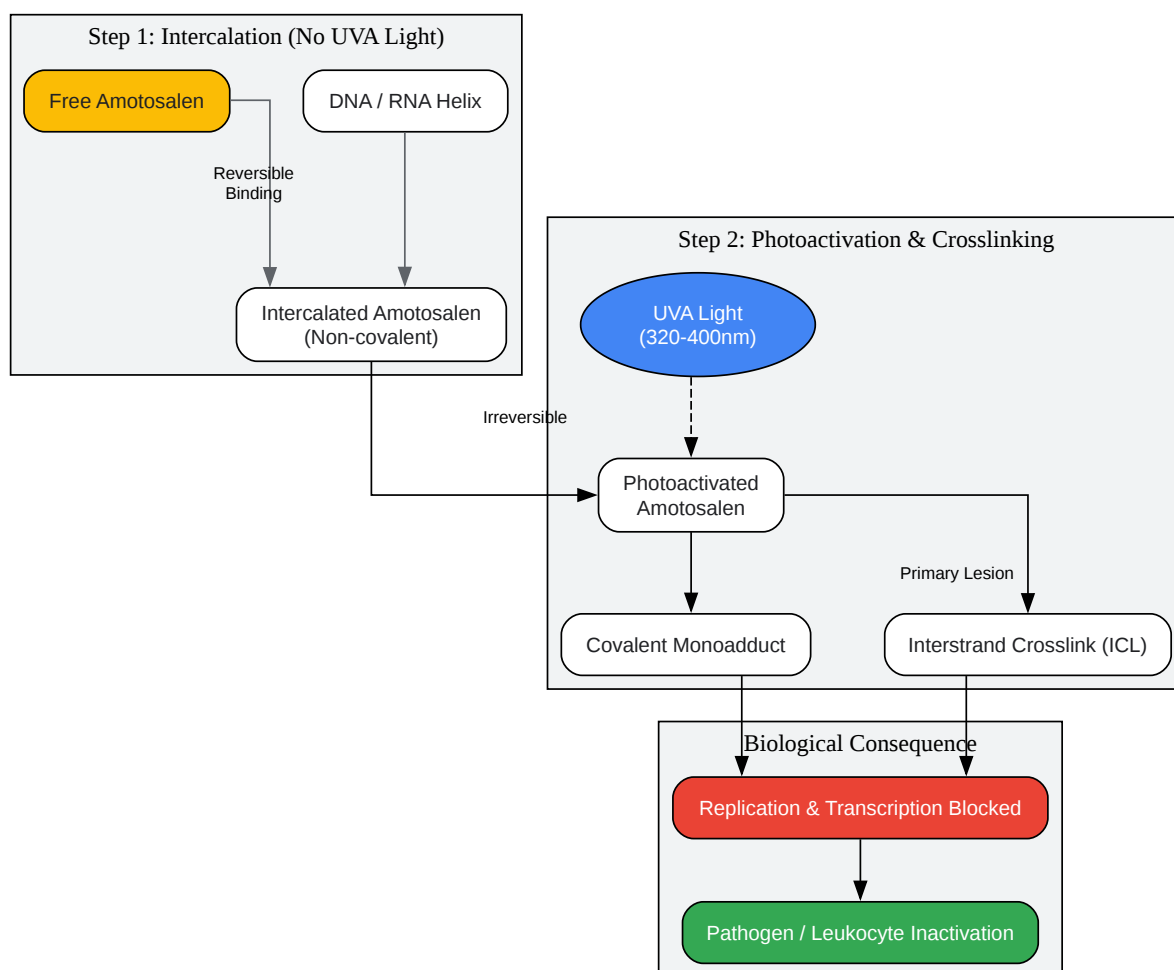 Step 1: Intercalation (No UVA Light)
Free Amotosalen
DNA / RNA Helix
Reversible
Binding
Intercalated Amotosalen
(Non-covalent)
Step 2: Photoactivation & Crosslinking
UVA Light
(320-400nm)
Irreversible
Photoactivated
Amotosalen
Primary Lesion
Covalent Monoadduct
Interstrand Crosslink (ICL)
Biological Consequence
Replication & Transcription Blocked
Pathogen / Leukocyte Inactivation